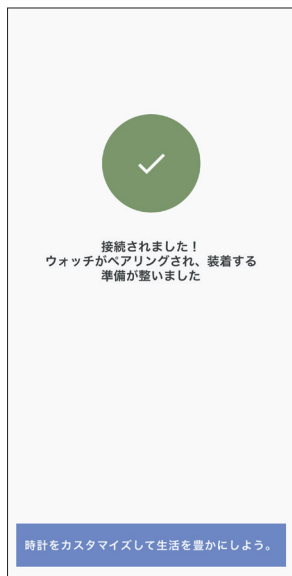 接続されました！
ウォッチがペアリングされ、装着する
準備が整いました
時計をカスタマイズして生活を豊かにしよう。